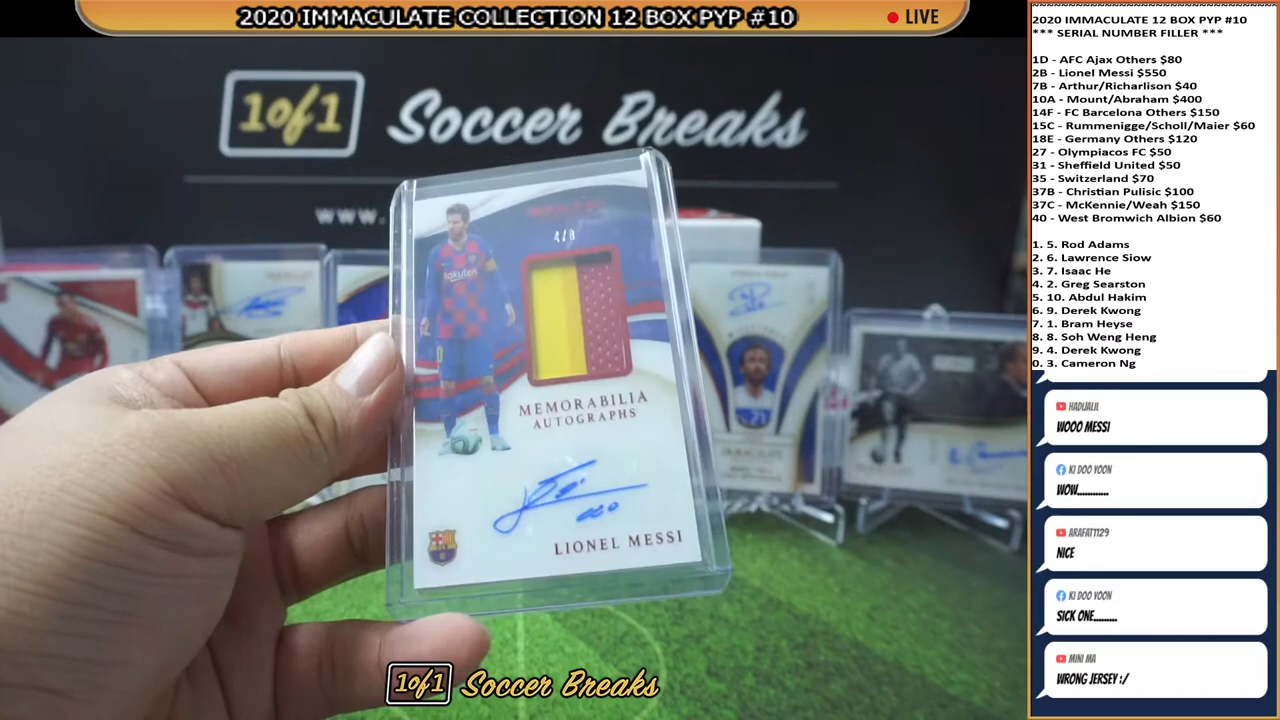 2020 IMMACULATE COLLECTION 12 BOX PYP #10
LIVE
1of1
Soccer Breaks
www.
4/8
Rakuten
MEMORABILIA
AUTOGRAPHS
LIONEL MESSI
1of1 Soccer Breaks
2020 IMMACULATE 12 BOX PYP #10
*** SERIAL NUMBER FILLER ***
1D - AFC Ajax Others $80
2B - Lionel Messi $550
7B - Arthur/Richarlison $40
10A - Mount/Abraham $400
14F - FC Barcelona Others $150
15C - Rummenigge/Scholl/Maier $60
18E - Germany Others $120
27 - Olympiacos FC $50
31 - Sheffield United $50
35 - Switzerland $70
37B - Christian Pulisic $100
37C - McKennie/Weah $150
40 - West Bromwich Albion $60
1. 5. Rod Adams
2. 6. Lawrence Siow
3. 7. Isaac He
4. 2. Greg Searston
5. 10. Abdul Hakim
6. 9. Derek Kwong
7. 1. Bram Heyse
8. 8. Soh Weng Heng
9. 4. Derek Kwong
0. 3. Cameron Ng
HADIJALIL
WOOO MESSI
KI DOO YOON
WOW............
ARAFAT1129
NICE
KI DOO YOON
SICK ONE.........
MINI MA
WRONG JERSEY :/